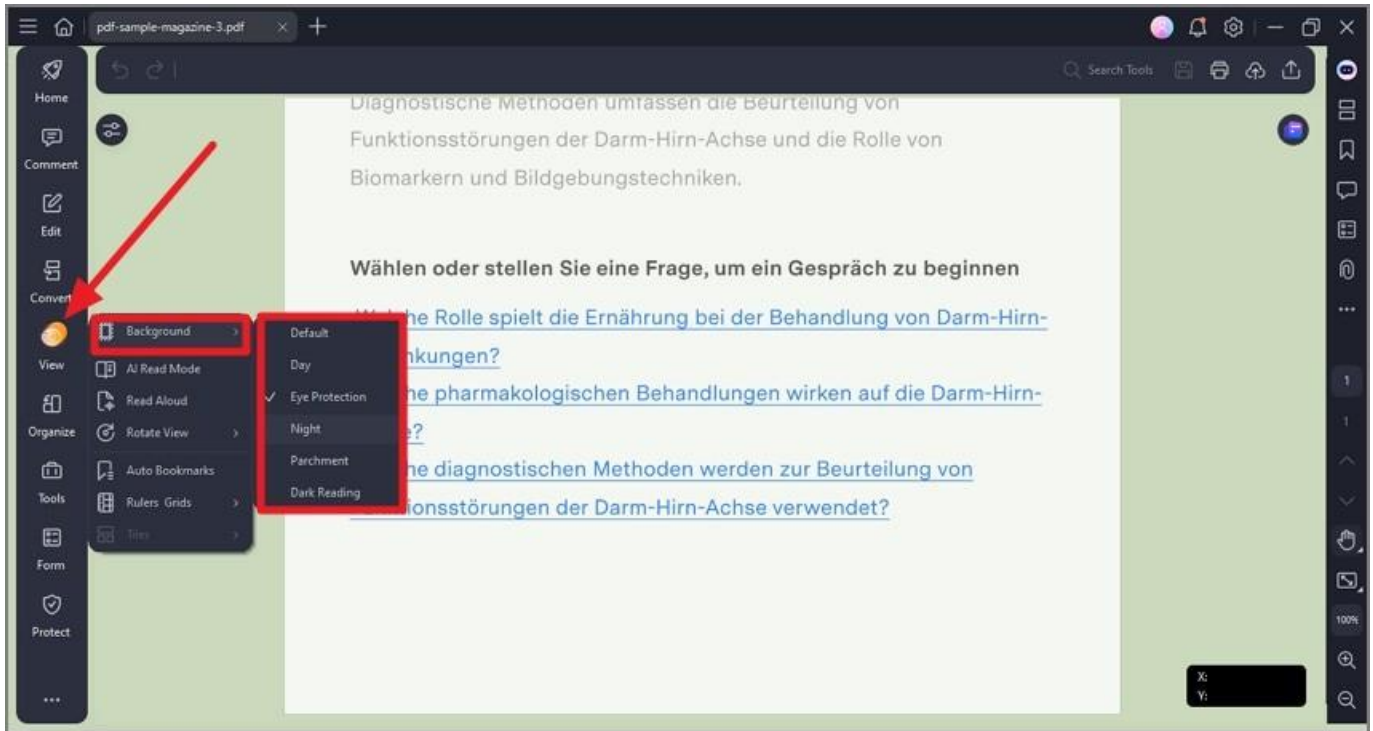 pdf-sample-magazine-3.pdf
Search Tools
Home
Comment
Edit
Convert
View
Organize
Tools
Form
Protect
Background
AI Read Mode
Read Aloud
Rotate View
Auto Bookmarks
Rulers Grids
Tiles
Default
Day
Eye Protection
Night
Parchment
Dark Reading
Diagnostische Methoden umfassen die Beurteilung von
Funktionsstörungen der Darm-Hirn-Achse und die Rolle von
Biomarkern und Bildgebungstechniken.
Wählen oder stellen Sie eine Frage, um ein Gespräch zu beginnen
Rolle spielt die Ernährung bei der Behandlung von Darm-Hirn-
pharmakologischen Behandlungen wirken auf die Darm-Hirn-
diagnostischen Methoden werden zur Beurteilung von
der Darm-Hirn-Achse verwendet?
1
1
100%
X:
Y: